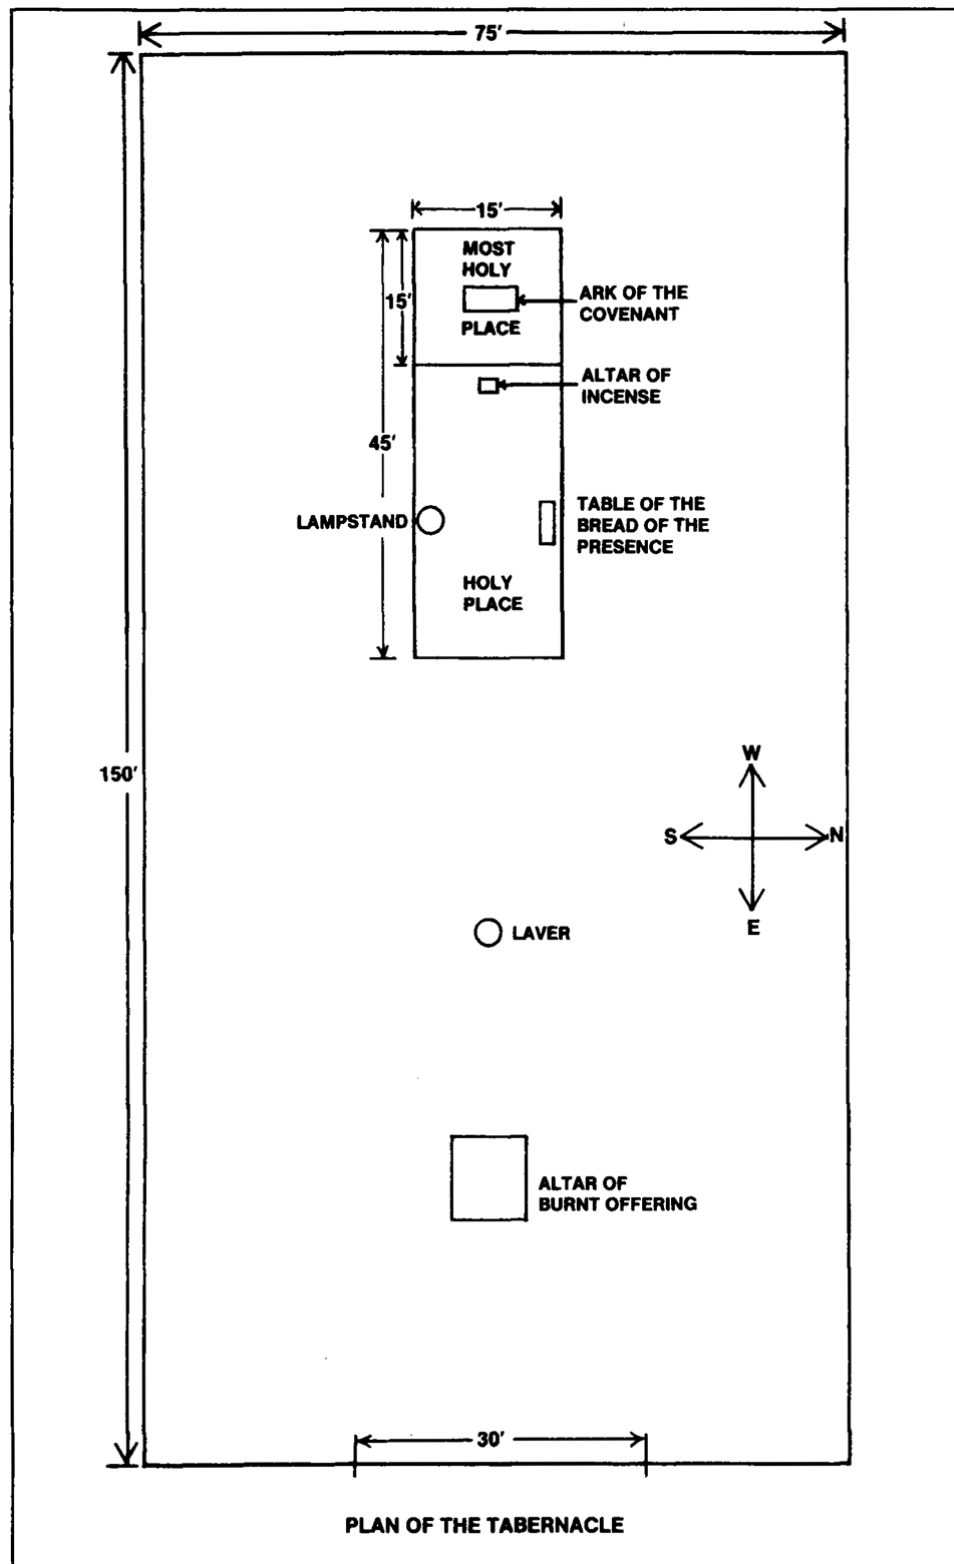 75′
15′
MOST
HOLY
PLACE
15′
ARK OF THE
COVENANT
ALTAR OF
INCENSE
45′
LAMPSTAND
TABLE OF THE
BREAD OF THE
PRESENCE
HOLY
PLACE
150′
W
S
N
E
LAVER
ALTAR OF
BURNT OFFERING
30′
PLAN OF THE TABERNACLE